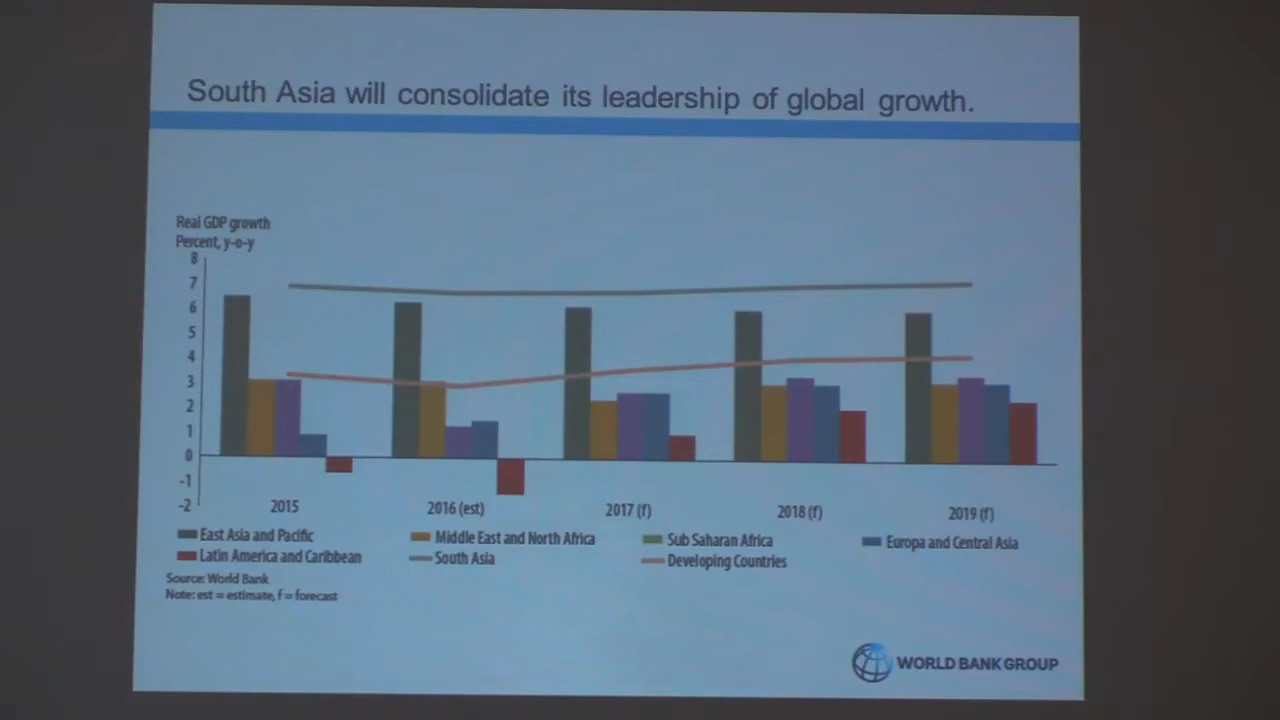 South Asia will consolidate its leadership of global growth.
Real GDP growth
Percent, y-o-y
8
7
6
5
4
3
2
1
0
-1
-2
2015 2016 (est) 2017 (f) 2018 (f) 2019 (f)
East Asia and Pacific Middle East and North Africa Sub Saharan Africa Europa and Central Asia
Latin America and Caribbean South Asia Developing Countries
Source: World Bank
Note: est = estimate, f = forecast
WORLD BANK GROUP